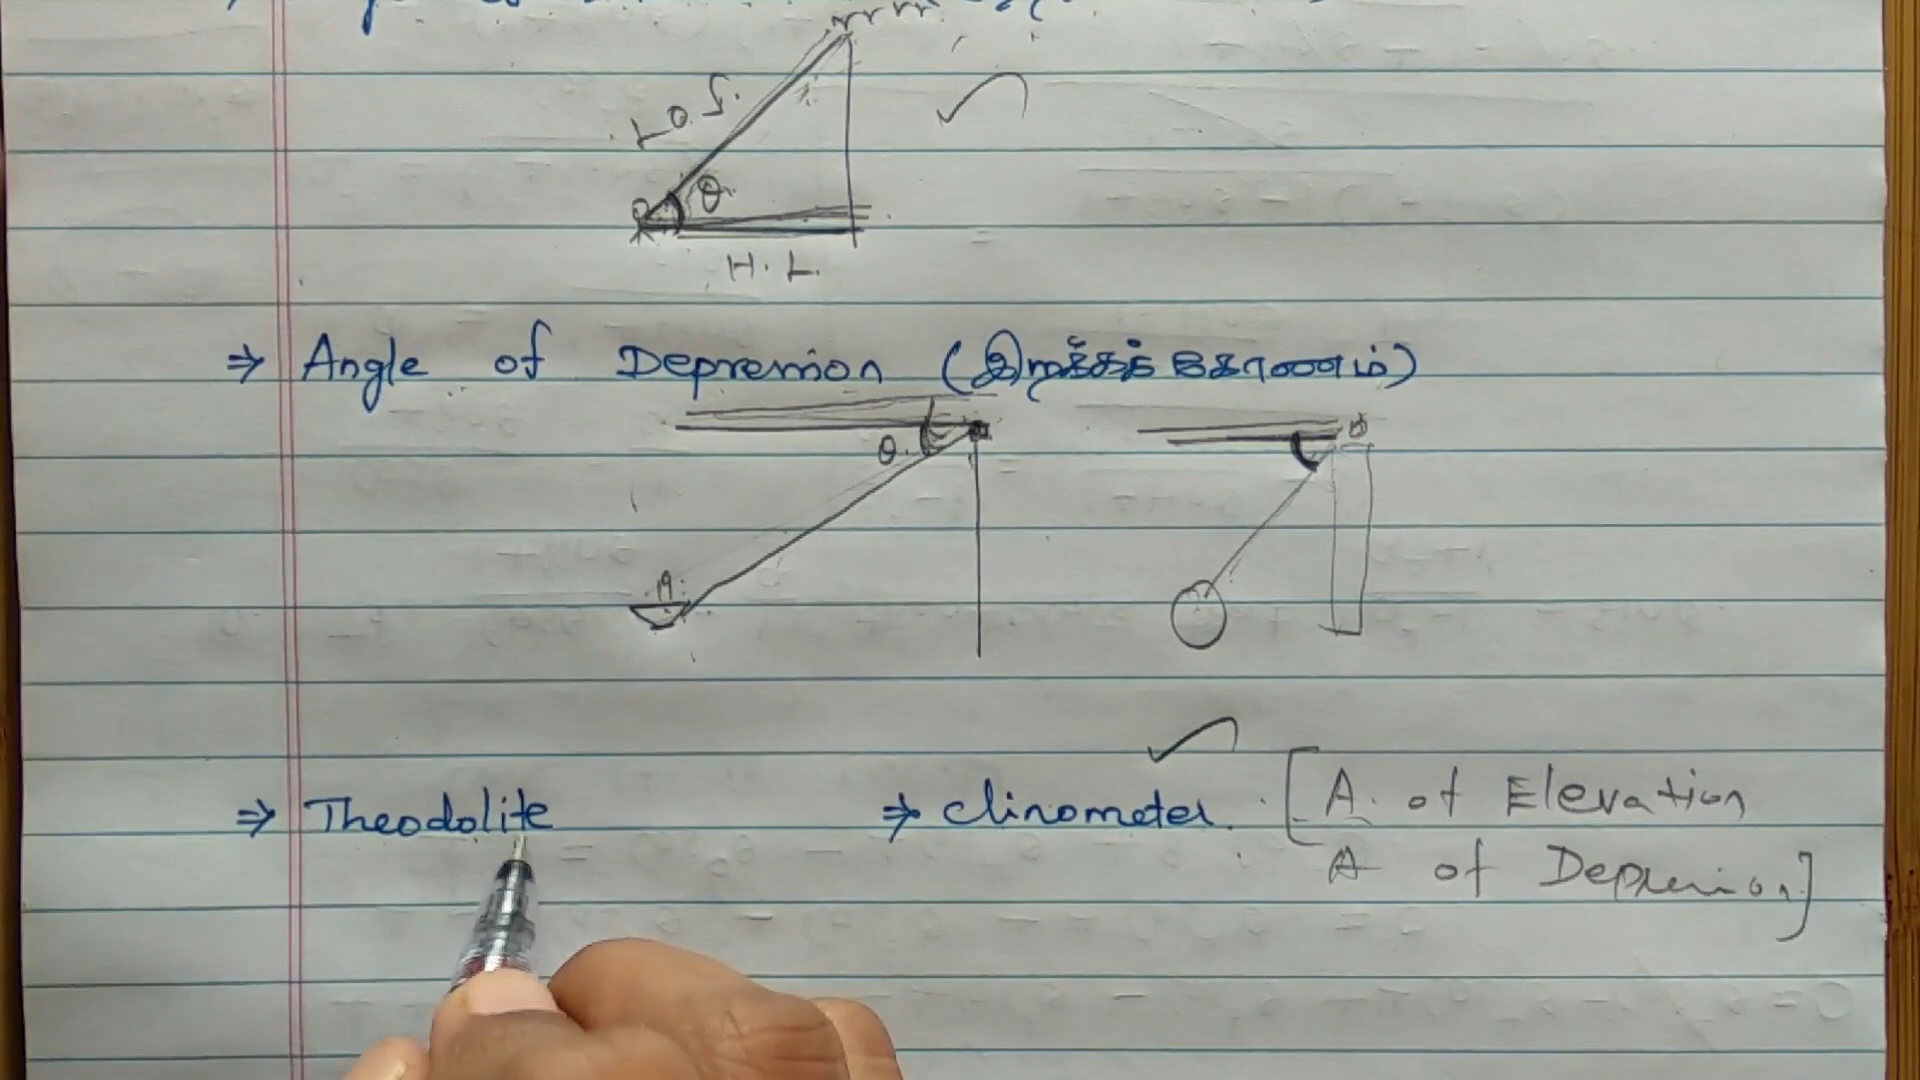 L O S.
θ
H. L.
⇒ Angle of Depression (இறக்கக் கோணம்)
θ.
⇒ Theodolite ⇒ clinometer. [A. of Elevation
A of Depression]